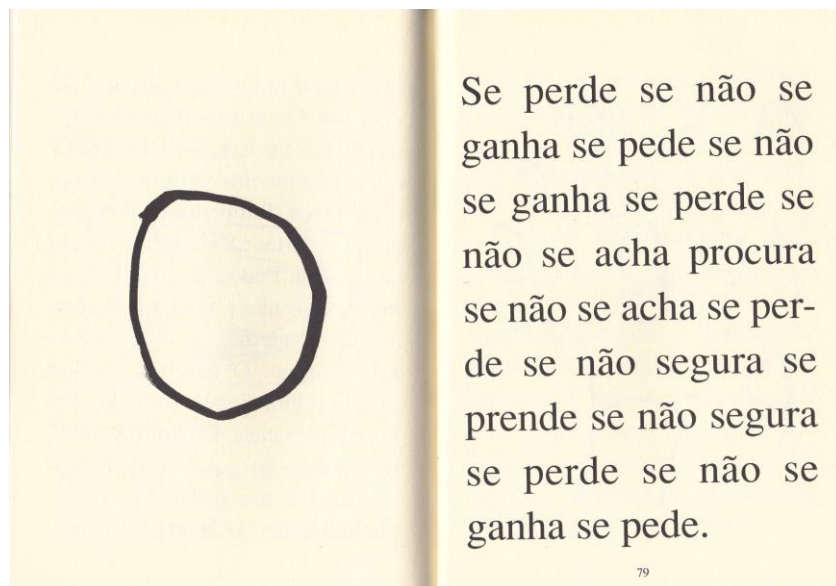 Se perde se não se
ganha se pede se não
se ganha se perde se
não se acha procura
se não se acha se per-
de se não segura se
prende se não segura
se perde se não se
ganha se pede.
79